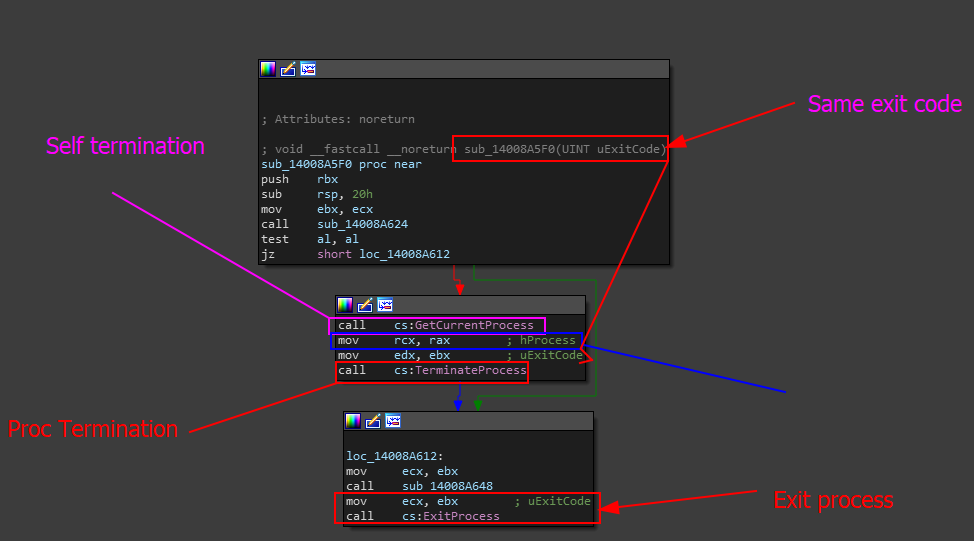 Same exit code
Self termination
; Attributes: noreturn
; void __fastcall __noreturn sub_14008A5F0(UINT uExitCode)
sub_14008A5F0 proc near
push rbx
sub rsp, 20h
mov ebx, ecx
call sub_14008A624
test al, al
jz short loc_14008A612
call cs:GetCurrentProcess
mov rcx, rax ; hProcess
mov edx, ebx ; uExitCode
call cs:TerminateProcess
Proc Termination
loc_14008A612:
mov ecx, ebx
call sub_14008A648
mov ecx, ebx ; uExitCode
call cs:ExitProcess
Exit process